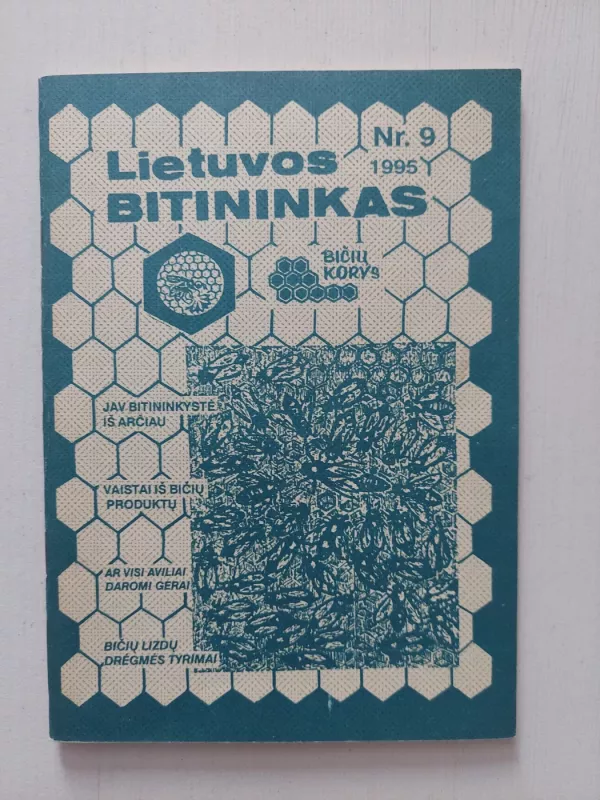 Nr. 9
1995
Lietuvos
BITININKAS
BIČIŲ
KORYS
JAV BITININKYSTĖ
IŠ ARČIAU
VAISTAI IŠ BIČIŲ
PRODUKTŲ
AR VISI AVILIAI
DAROMI GERAI
BIČIŲ LIZDŲ
DRĖGMĖS TYRIMAI